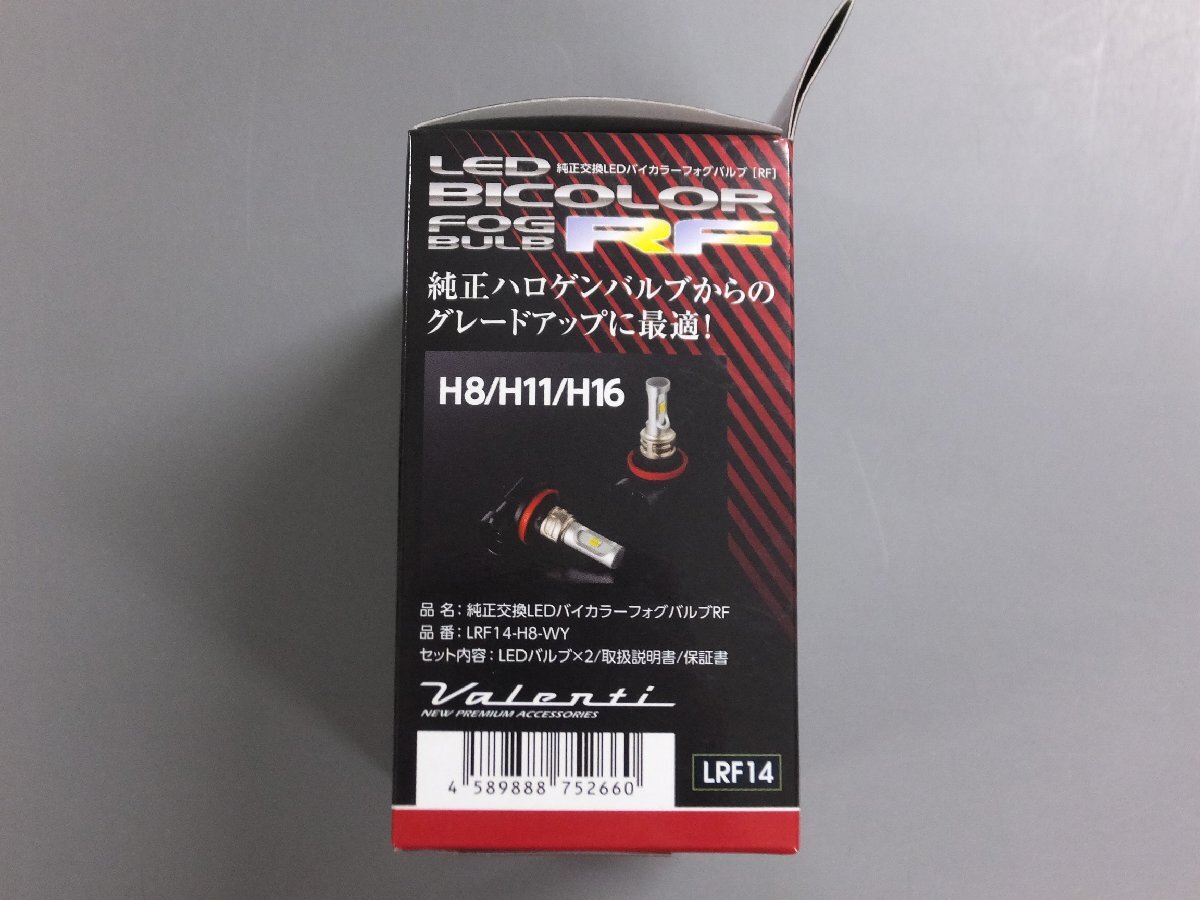 LED 純正交換LEDバイカラーフォグバルブ [RF]
BICOLOR
FOG
BULB RF
純正ハロゲンバルブからの
グレードアップに最適!
H8/H11/H16
品 名:純正交換LEDバイカラーフォグバルブRF
品 番:LRF14-H8-WY
セット内容:LEDバルブ×2/取扱説明書/保証書
Valenti
NEW PREMIUM ACCESSORIES
LRF14
4 589888 752660